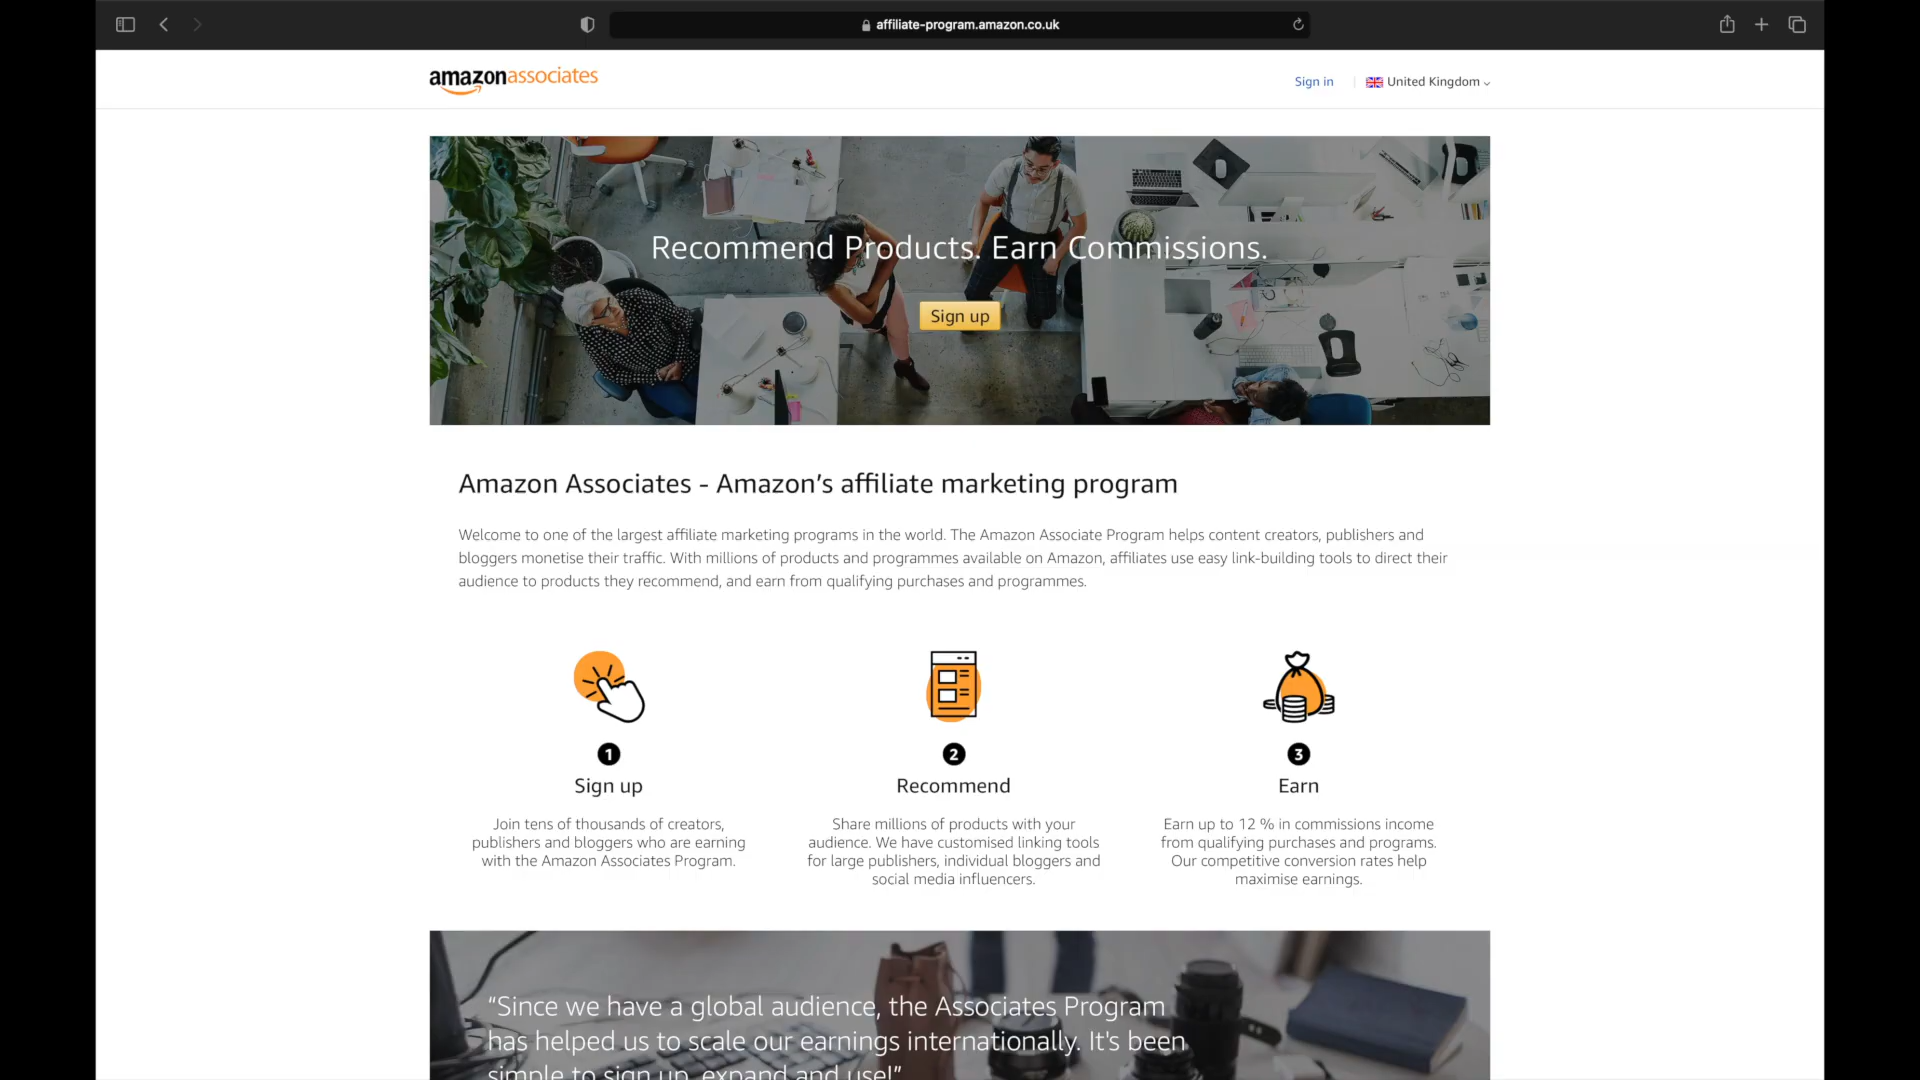 affiliate-program.amazon.co.uk
amazonassociates
Sign in
United Kingdom
Recommend Products. Earn Commissions.
Sign up
Amazon Associates - Amazon’s affiliate marketing program
Welcome to one of the largest affiliate marketing programs in the world. The Amazon Associate Program helps content creators, publishers and
bloggers monetise their traffic. With millions of products and programmes available on Amazon, affiliates use easy link-building tools to direct their
audience to products they recommend, and earn from qualifying purchases and programmes.
1
Sign up
Join tens of thousands of creators,
publishers and bloggers who are earning
with the Amazon Associates Program.
2
Recommend
Share millions of products with your
audience. We have customised linking tools
for large publishers, individual bloggers and
social media influencers.
3
Earn
Earn up to 12 % in commissions income
from qualifying purchases and programs.
Our competitive conversion rates help
maximise earnings.
“Since we have a global audience, the Associates Program
has helped us to scale our earnings internationally. It's been
simple to sign up, expand and use!”